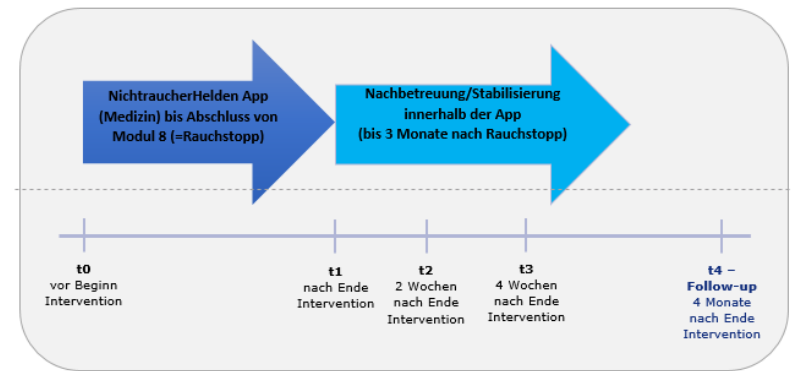 NichtraucherHelden App
(Medizin) bis Abschluss von
Modul 8 (=Rauchstopp)
Nachbetreuung/Stabilisierung
innerhalb der App
(bis 3 Monate nach Rauchstopp)
t0
vor Beginn
Intervention
t1
nach Ende
Intervention
t2
2 Wochen
nach Ende
Intervention
t3
4 Wochen
nach Ende
Intervention
t4 –
Follow-up
4 Monate
nach Ende
Intervention